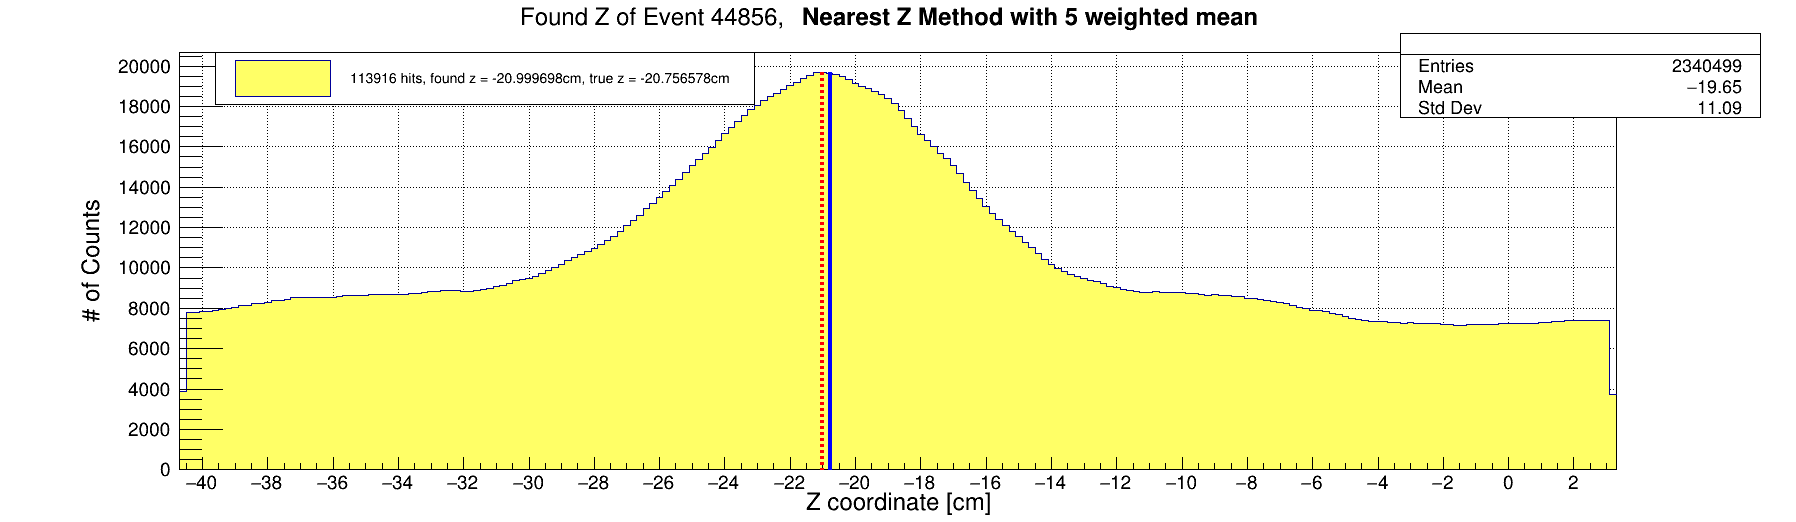 Found Z of Event 44856, Nearest Z Method with 5 weighted mean
113916 hits, found z = -20.999698cm, true z = -20.756578cm
Entries 2340499
Mean −19.65
Std Dev 11.09
# of Counts
20000
18000
16000
14000
12000
10000
8000
6000
4000
2000
0
−40 −38 −36 −34 −32 −30 −28 −26 −24 −22 −20 −18 −16 −14 −12 −10 −8 −6 −4 −2 0 2
Z coordinate [cm]